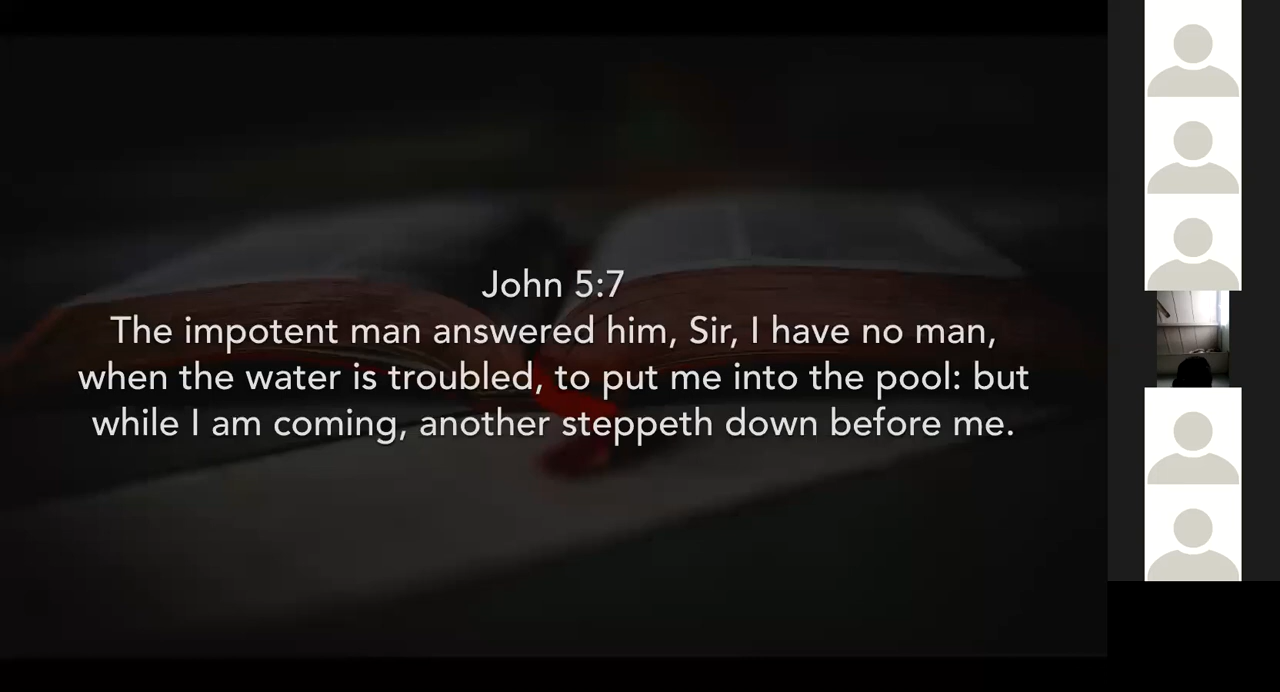 John 5:7
The impotent man answered him, Sir, I have no man,
when the water is troubled, to put me into the pool: but
while I am coming, another steppeth down before me.